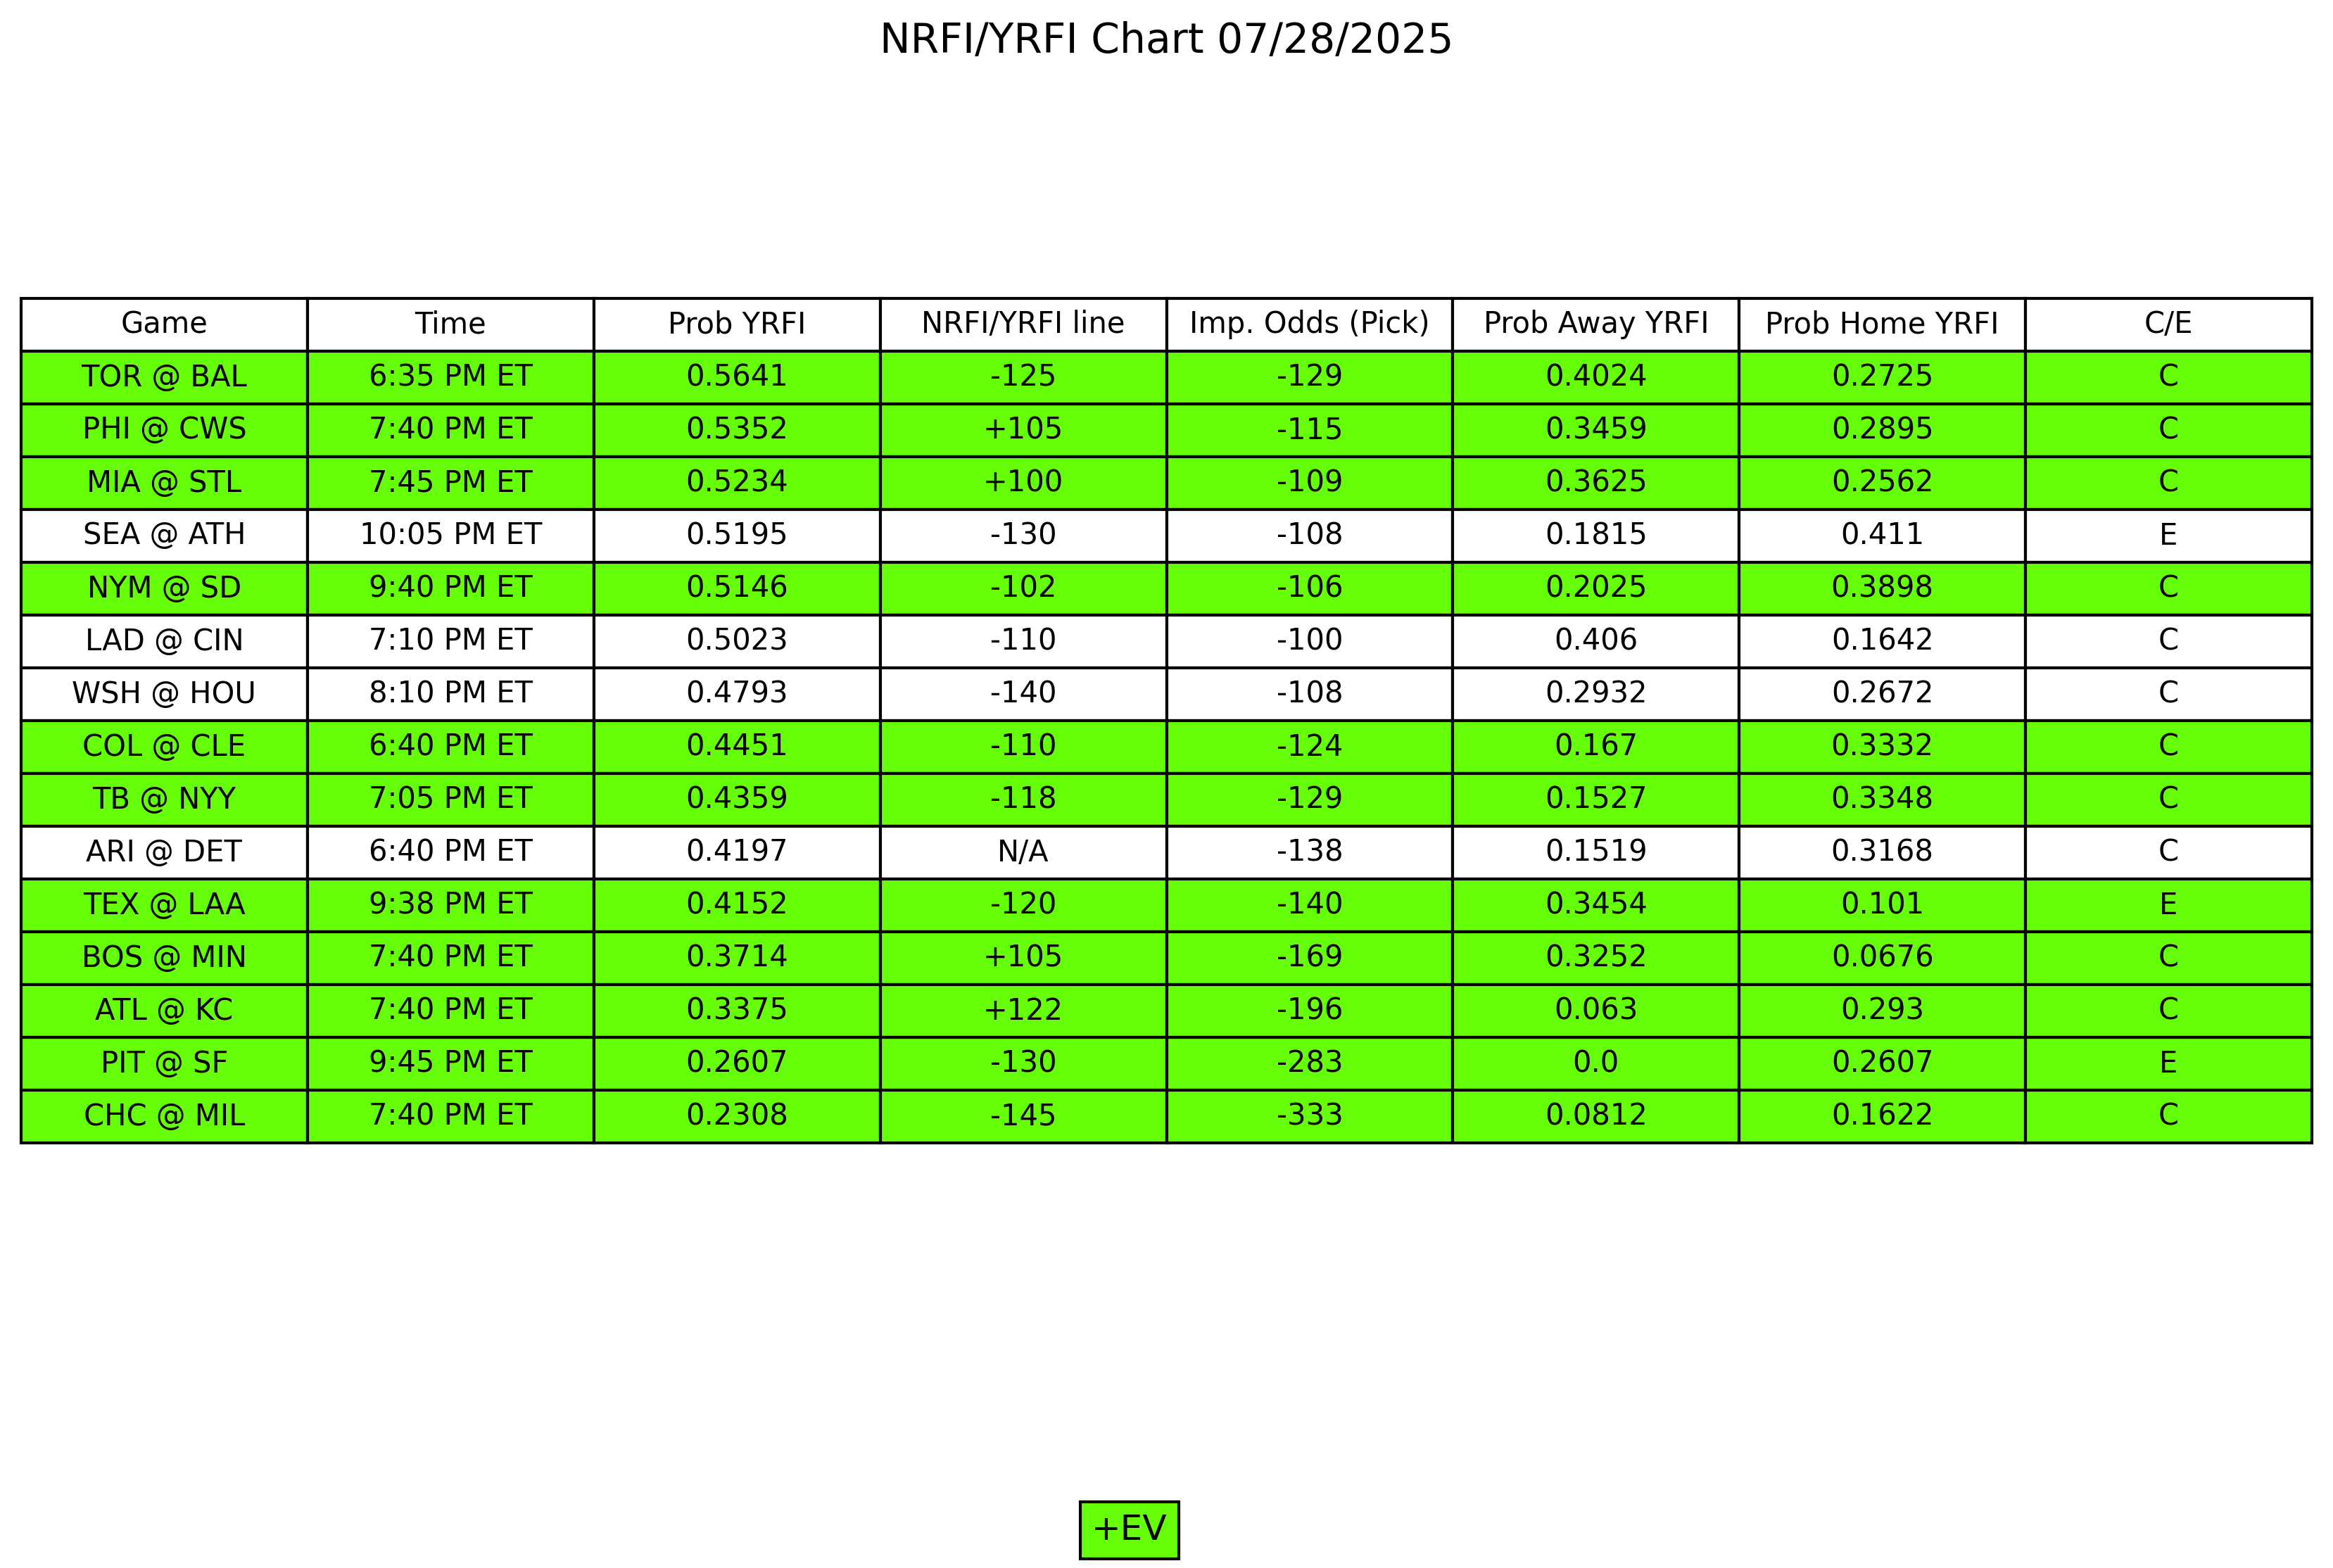 NRFI/YRFI Chart 07/28/2025
Game Time Prob YRFI NRFI/YRFI line Imp. Odds (Pick) Prob Away YRFI Prob Home YRFI C/E
TOR @ BAL 6:35 PM ET 0.5641 -125 -129 0.4024 0.2725 C
PHI @ CWS 7:40 PM ET 0.5352 +105 -115 0.3459 0.2895 C
MIA @ STL 7:45 PM ET 0.5234 +100 -109 0.3625 0.2562 C
SEA @ ATH 10:05 PM ET 0.5195 -130 -108 0.1815 0.411 E
NYM @ SD 9:40 PM ET 0.5146 -102 -106 0.2025 0.3898 C
LAD @ CIN 7:10 PM ET 0.5023 -110 -100 0.406 0.1642 C
WSH @ HOU 8:10 PM ET 0.4793 -140 -108 0.2932 0.2672 C
COL @ CLE 6:40 PM ET 0.4451 -110 -124 0.167 0.3332 C
TB @ NYY 7:05 PM ET 0.4359 -118 -129 0.1527 0.3348 C
ARI @ DET 6:40 PM ET 0.4197 N/A -138 0.1519 0.3168 C
TEX @ LAA 9:38 PM ET 0.4152 -120 -140 0.3454 0.101 E
BOS @ MIN 7:40 PM ET 0.3714 +105 -169 0.3252 0.0676 C
ATL @ KC 7:40 PM ET 0.3375 +122 -196 0.063 0.293 C
PIT @ SF 9:45 PM ET 0.2607 -130 -283 0.0 0.2607 E
CHC @ MIL 7:40 PM ET 0.2308 -145 -333 0.0812 0.1622 C
+EV